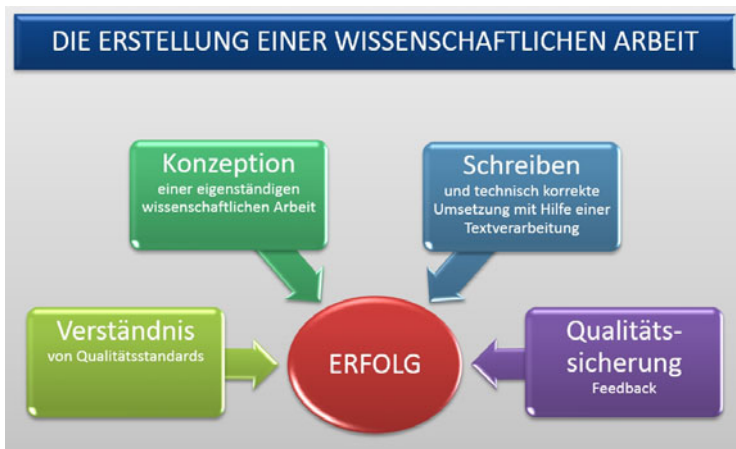 DIE ERSTELLUNG EINER WISSENSCHAFTLICHEN ARBEIT
Konzeption
einer eigenständigen
wissenschaftlichen Arbeit
Schreiben
und technisch korrekte
Umsetzung mit Hilfe einer
Textverarbeitung
Verständnis
von Qualitätsstandards
ERFOLG
Qualitäts-
sicherung
Feedback